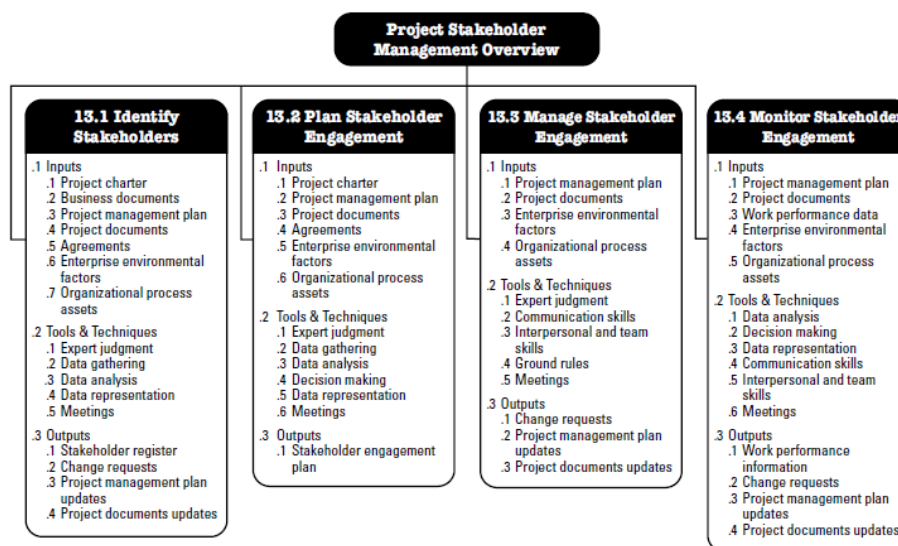 Project Stakeholder
Management Overview
13.1 Identify
Stakeholders
.1 Inputs
.1 Project charter
.2 Business documents
.3 Project management plan
.4 Project documents
.5 Agreements
.6 Enterprise environmental
factors
.7 Organizational process
assets
.2 Tools & Techniques
.1 Expert judgment
.2 Data gathering
.3 Data analysis
.4 Data representation
.5 Meetings
.3 Outputs
.1 Stakeholder register
.2 Change requests
.3 Project management plan
updates
.4 Project documents updates
13.2 Plan Stakeholder
Engagement
.1 Inputs
.1 Project charter
.2 Project management plan
.3 Project documents
.4 Agreements
.5 Enterprise environmental
factors
.6 Organizational process
assets
.2 Tools & Techniques
.1 Expert judgment
.2 Data gathering
.3 Data analysis
.4 Decision making
.5 Data representation
.6 Meetings
.3 Outputs
.1 Stakeholder engagement
plan
13.3 Manage Stakeholder
Engagement
.1 Inputs
.1 Project management plan
.2 Project documents
.3 Enterprise environmental
factors
.4 Organizational process
assets
.2 Tools & Techniques
.1 Expert judgment
.2 Communication skills
.3 Interpersonal and team
skills
.4 Ground rules
.5 Meetings
.3 Outputs
.1 Change requests
.2 Project management plan
updates
.3 Project documents updates
13.4 Monitor Stakeholder
Engagement
.1 Inputs
.1 Project management plan
.2 Project documents
.3 Work performance data
.4 Enterprise environmental
factors
.5 Organizational process
assets
.2 Tools & Techniques
.1 Data analysis
.2 Decision making
.3 Data representation
.4 Communication skills
.5 Interpersonal and team
skills
.6 Meetings
.3 Outputs
.1 Work performance
information
.2 Change requests
.3 Project management plan
updates
.4 Project documents updates